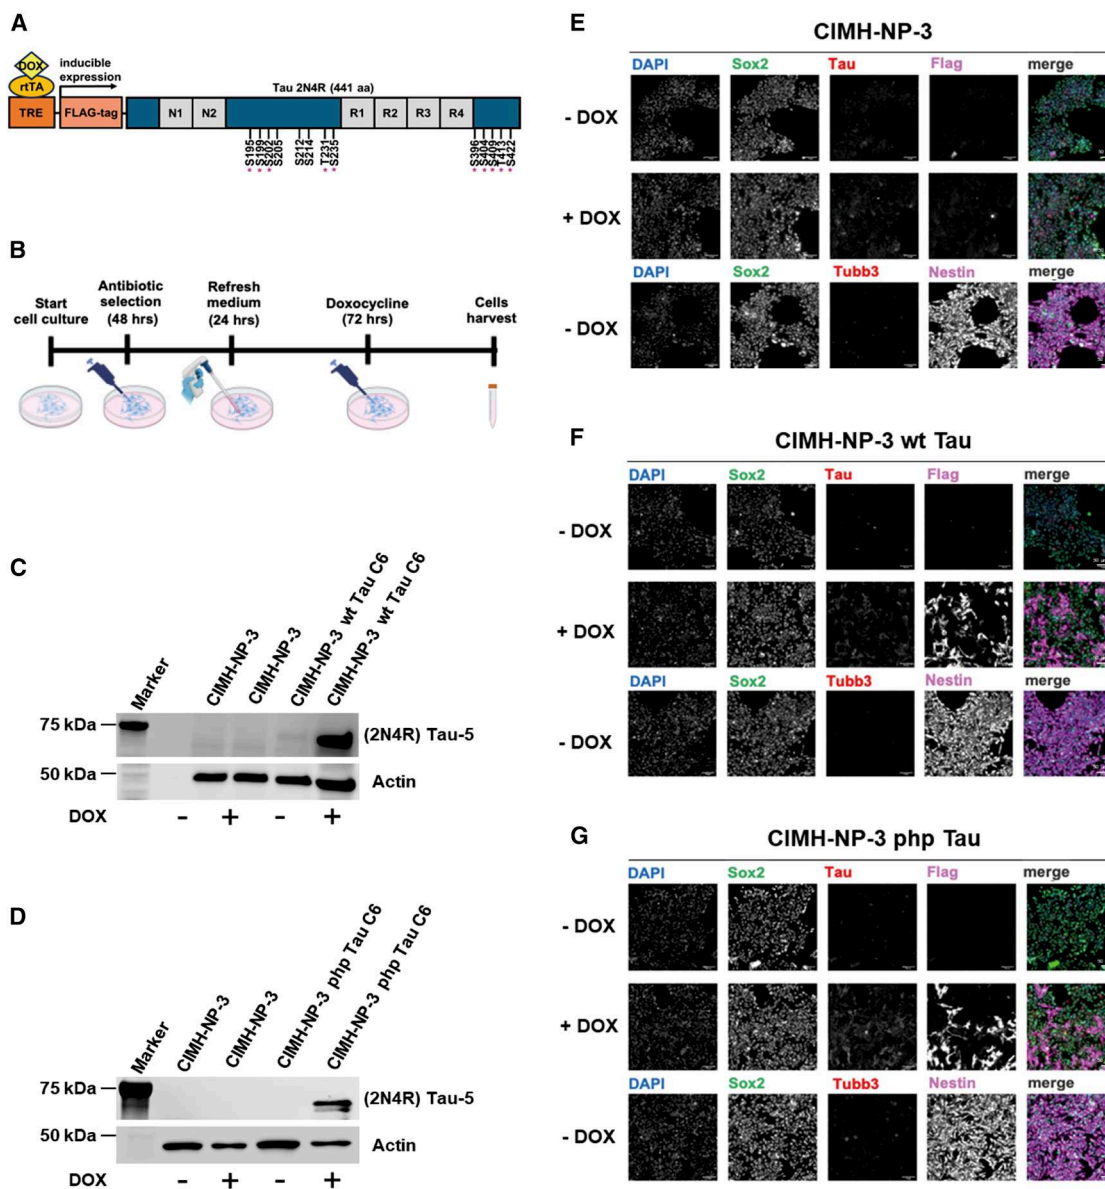 A
DOX
rtTA
TRE
inducible
expression
FLAG-tag
Tau 2N4R (441 aa)
N1
N2
R1
R2
R3
R4
S195
S199
S202
S205
S212
S214
T231
S235
S396
S404
S409
T413
S422
* * * * * * * * * *
B
Start
cell culture
Antibiotic
selection
(48 hrs)
Refresh
medium
(24 hrs)
Doxocycline
(72 hrs)
Cells
harvest
C
Marker
CIMH-NP-3
CIMH-NP-3
CIMH-NP-3 wt Tau C6
CIMH-NP-3 wt Tau C6
75 kDa
(2N4R) Tau-5
50 kDa
Actin
DOX - + - +
D
Marker
CIMH-NP-3
CIMH-NP-3
CIMH-NP-3 php Tau C6
CIMH-NP-3 php Tau C6
75 kDa
(2N4R) Tau-5
50 kDa
Actin
DOX - + - +
E
CIMH-NP-3
DAPI Sox2 Tau Flag merge
- DOX
+ DOX
DAPI Sox2 Tubb3 Nestin merge
- DOX
F
CIMH-NP-3 wt Tau
DAPI Sox2 Tau Flag merge
- DOX
+ DOX
DAPI Sox2 Tubb3 Nestin merge
- DOX
G
CIMH-NP-3 php Tau
DAPI Sox2 Tau Flag merge
- DOX
+ DOX
DAPI Sox2 Tubb3 Nestin merge
- DOX